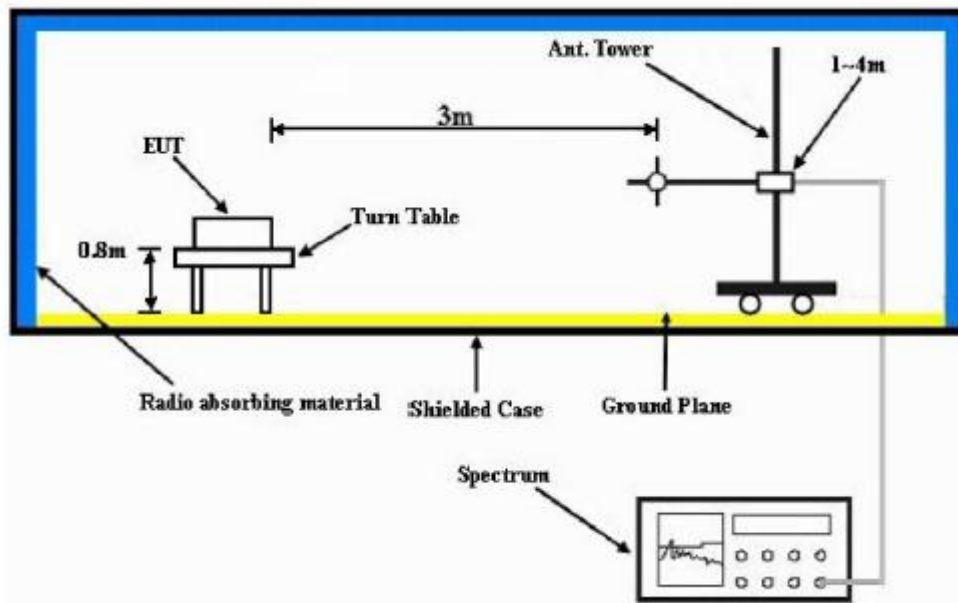 Ant. Tower
1~4m
3m
EUT
Turn Table
0.8m
Radio absorbing material
Shielded Case
Ground Plane
Spectrum